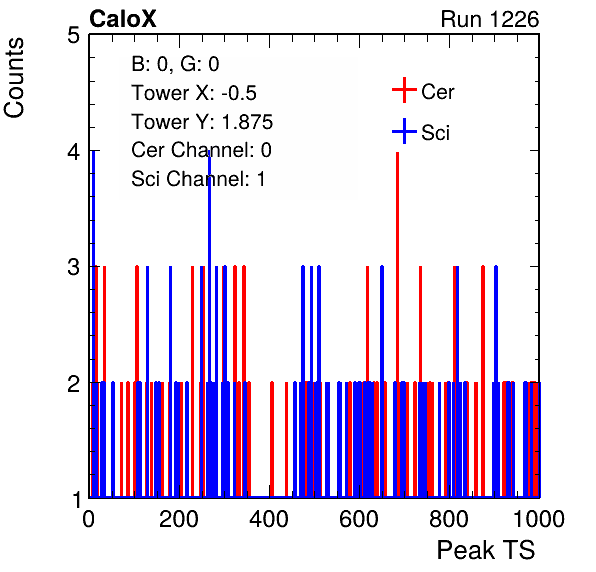 CaloX Run 1226
Counts
5
4
3
2
1
B: 0, G: 0
Tower X: -0.5
Tower Y: 1.875
Cer Channel: 0
Sci Channel: 1
Cer
Sci
0 200 400 600 800 1000
Peak TS